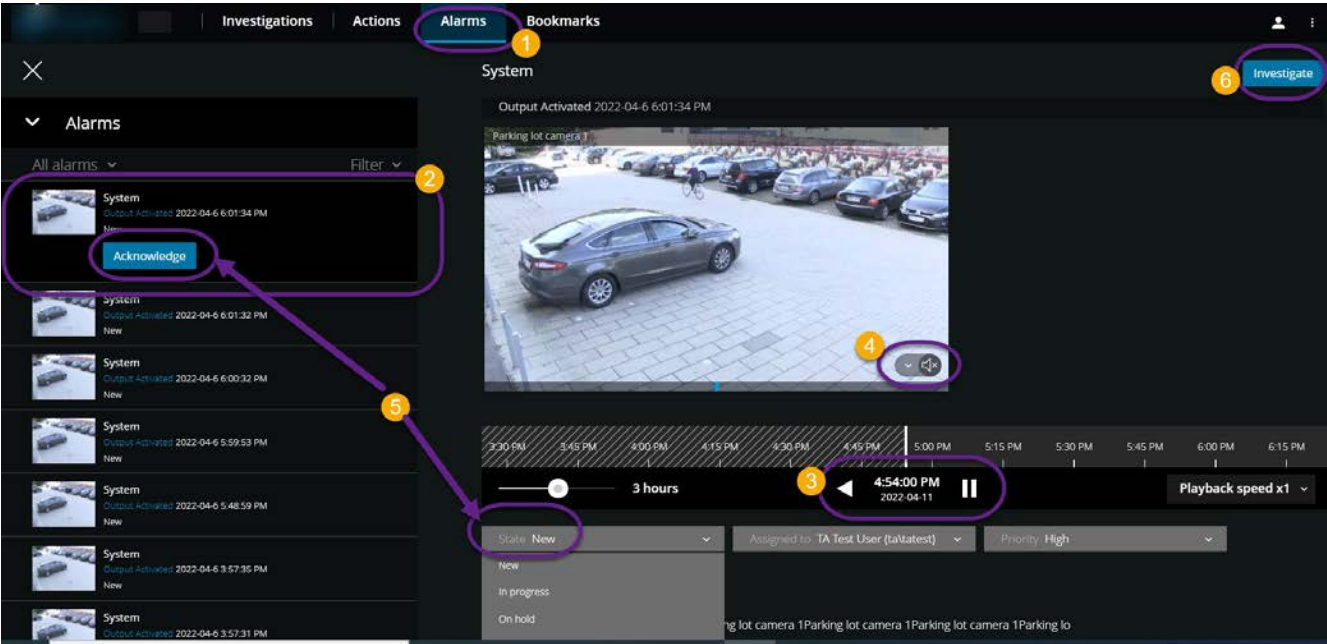 Investigations
Actions
Alarms
Bookmarks
1
System
6
Investigate
Alarms
Output Activated 2022-04-6 6:01:34 PM
Parking lot camera 1
All alarms
Filter
2
System
Output Activated 2022-04-6 6:01:34 PM
New
Acknowledge
System
Output Activated 2022-04-6 6:01:32 PM
New
System
Output Activated 2022-04-6 6:00:32 PM
New
System
Output Activated 2022-04-6 5:59:53 PM
New
System
Output Activated 2022-04-6 5:48:59 PM
New
System
Output Activated 2022-04-6 3:57:35 PM
New
System
Output Activated 2022-04-6 3:57:31 PM
4
5
3:30 PM 3:45 PM 4:00 PM 4:15 PM 4:30 PM 4:45 PM 5:00 PM 5:15 PM 5:30 PM 5:45 PM 6:00 PM 6:15 PM
3 hours
3
4:54:00 PM
2022-04-11
Playback speed x1
State New
Assigned to TA Test User (ta\tatest)
Priority High
New
In progress
On hold
ng lot camera 1Parking lot camera 1Parking lot camera 1Parking lo